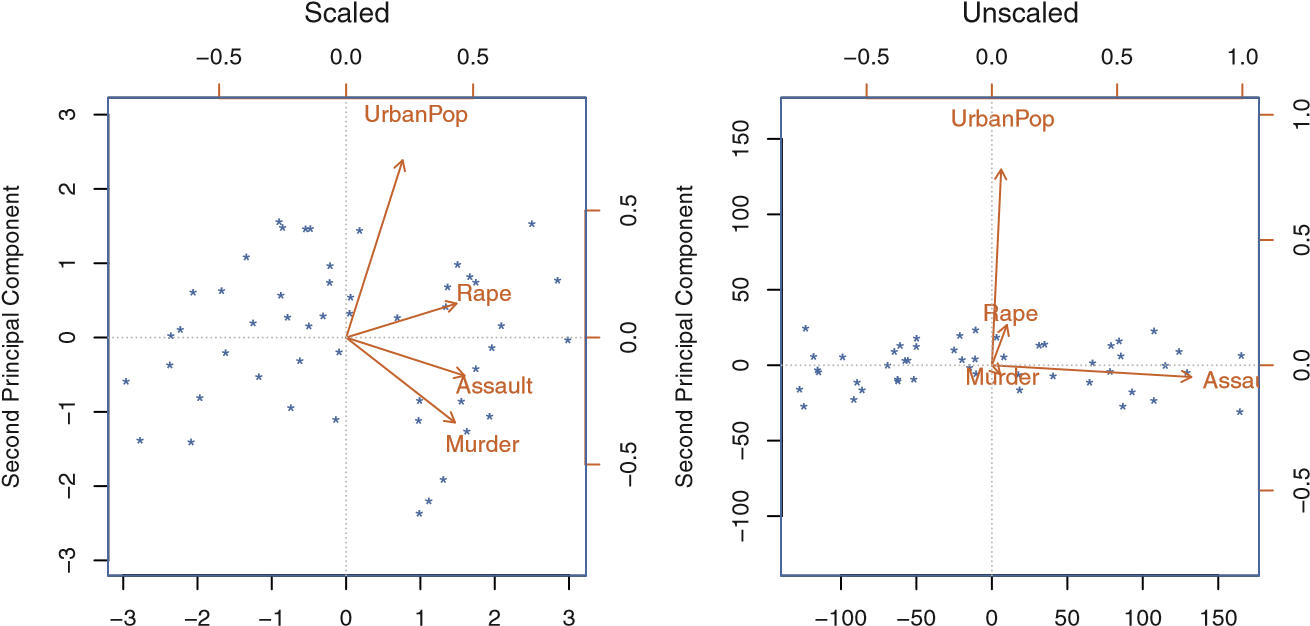 Scaled
−0.5 0.0 0.5
UrbanPop
Rape
Assault
Murder
3
2
1
0
−1
−2
−3
Second Principal Component
0.5
0.0
−0.5
−3 −2 −1 0 1 2 3
Unscaled
−0.5 0.0 0.5 1.0
UrbanPop
Rape
Murder
Assau
150
100
50
0
−50
−100
Second Principal Component
1.0
0.5
0.0
−0.5
−100 −50 0 50 100 150